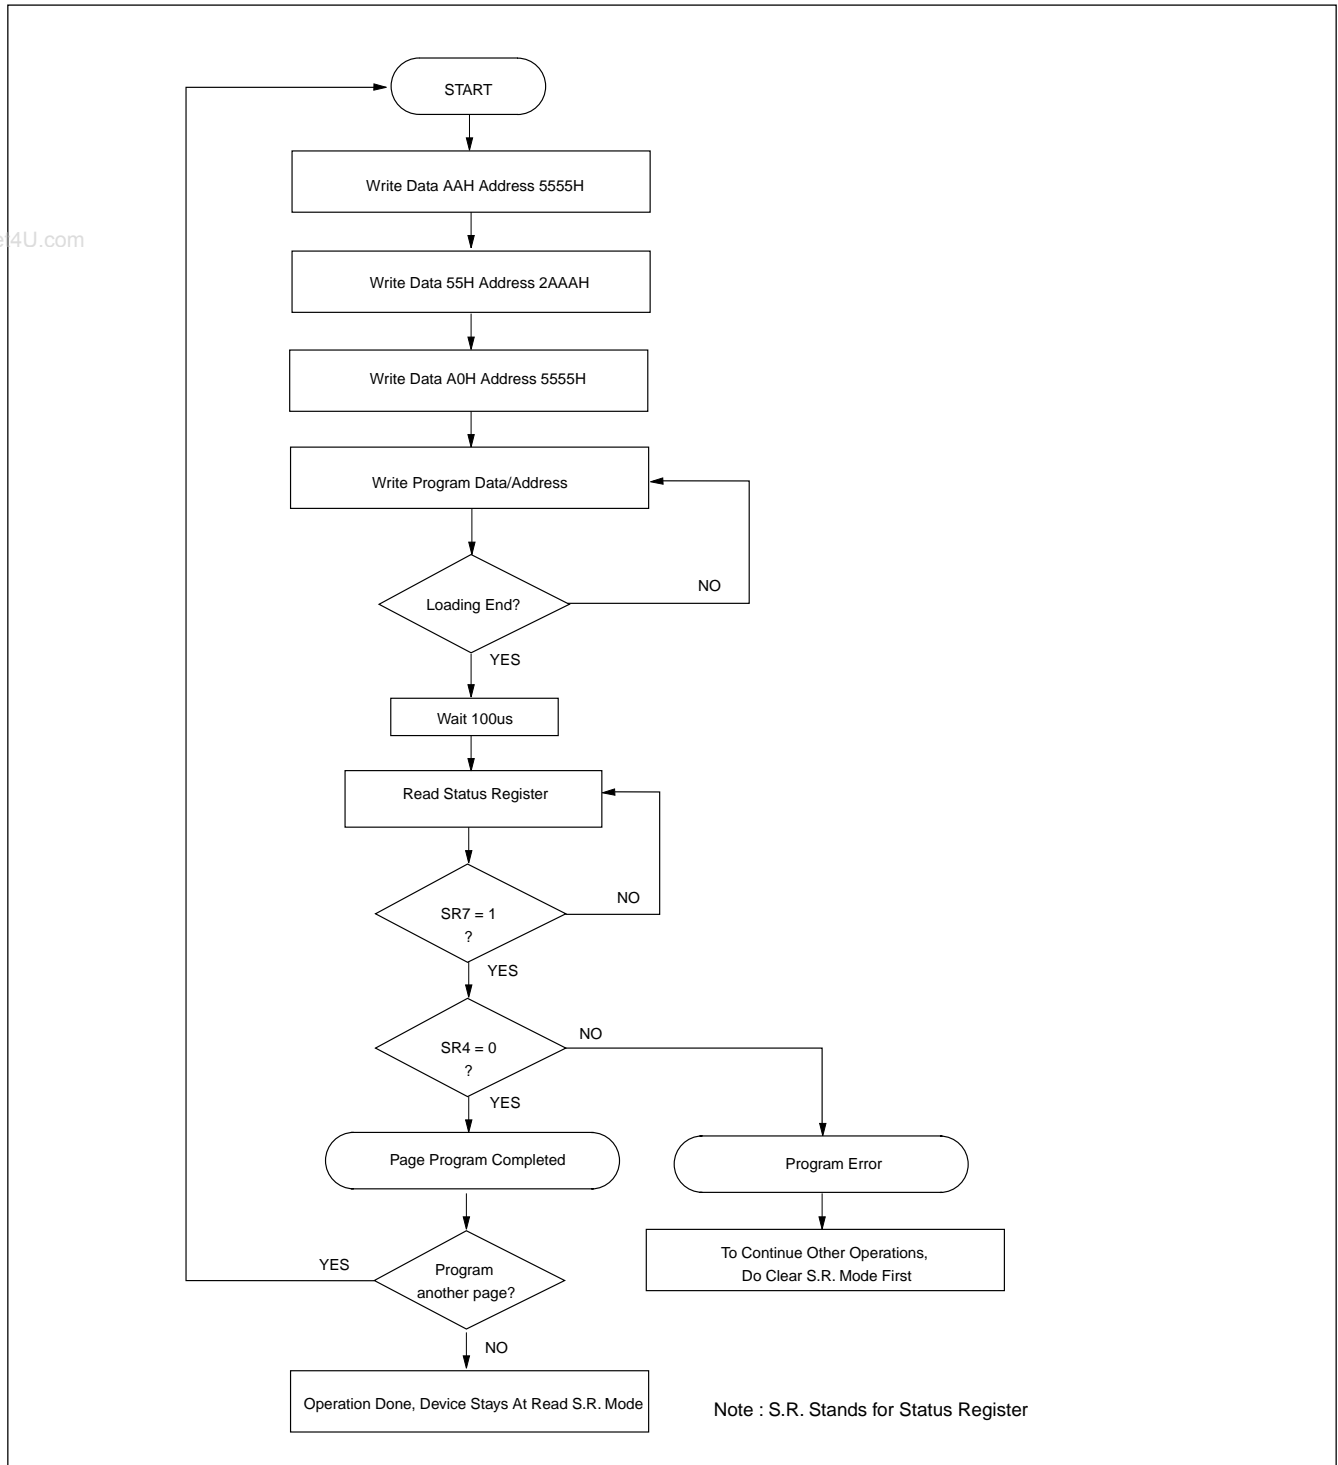 START
Write Data AAH Address 5555H
et4U.com
Write Data 55H Address 2AAAH
Write Data A0H Address 5555H
Write Program Data/Address
NO
Loading End?
YES
Wait 100us
Read Status Register
NO
SR7 = 1
?
YES
NO
SR4 = 0
?
YES
Page Program Completed
Program Error
YES
Program
another page?
To Continue Other Operations,
Do Clear S.R. Mode First
NO
Operation Done, Device Stays At Read S.R. Mode
Note : S.R. Stands for Status Register